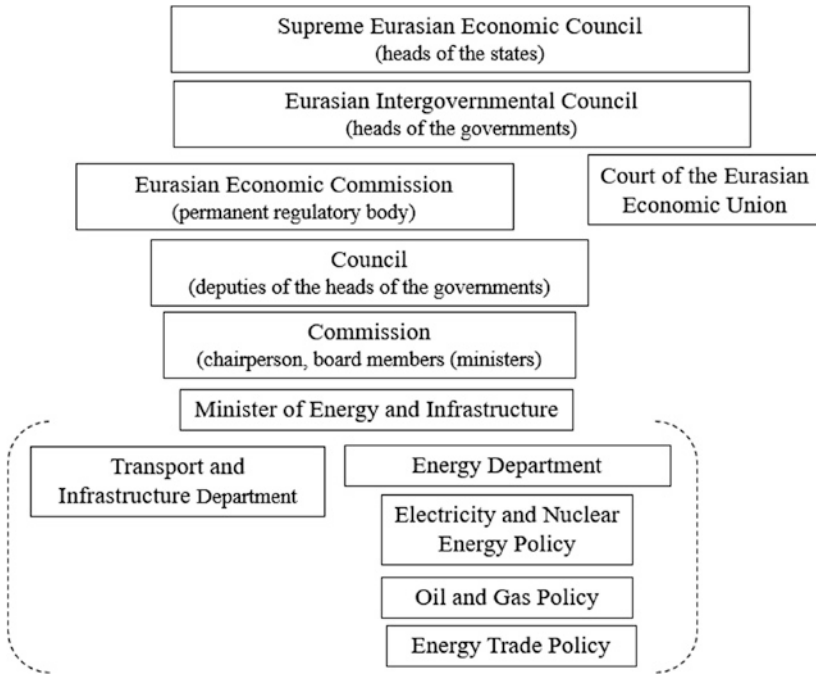 Supreme Eurasian Economic Council
(heads of the states)
Eurasian Intergovernmental Council
(heads of the governments)
Eurasian Economic Commission
(permanent regulatory body)
Court of the Eurasian
Economic Union
Council
(deputies of the heads of the governments)
Commission
(chairperson, board members (ministers)
Minister of Energy and Infrastructure
Transport and
Infrastructure Department
Energy Department
Electricity and Nuclear
Energy Policy
Oil and Gas Policy
Energy Trade Policy